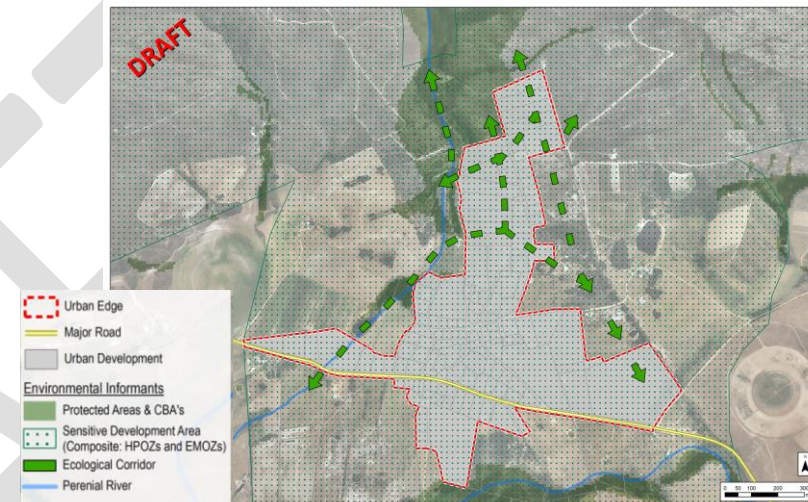 DRAFT
Urban Edge
Major Road
Urban Development
Environmental Informants
Protected Areas & CBA's
Sensitive Development Area
(Composite: HPOZs and EMOZs)
Ecological Corridor
Perenial River
N
0 50 100 200 300